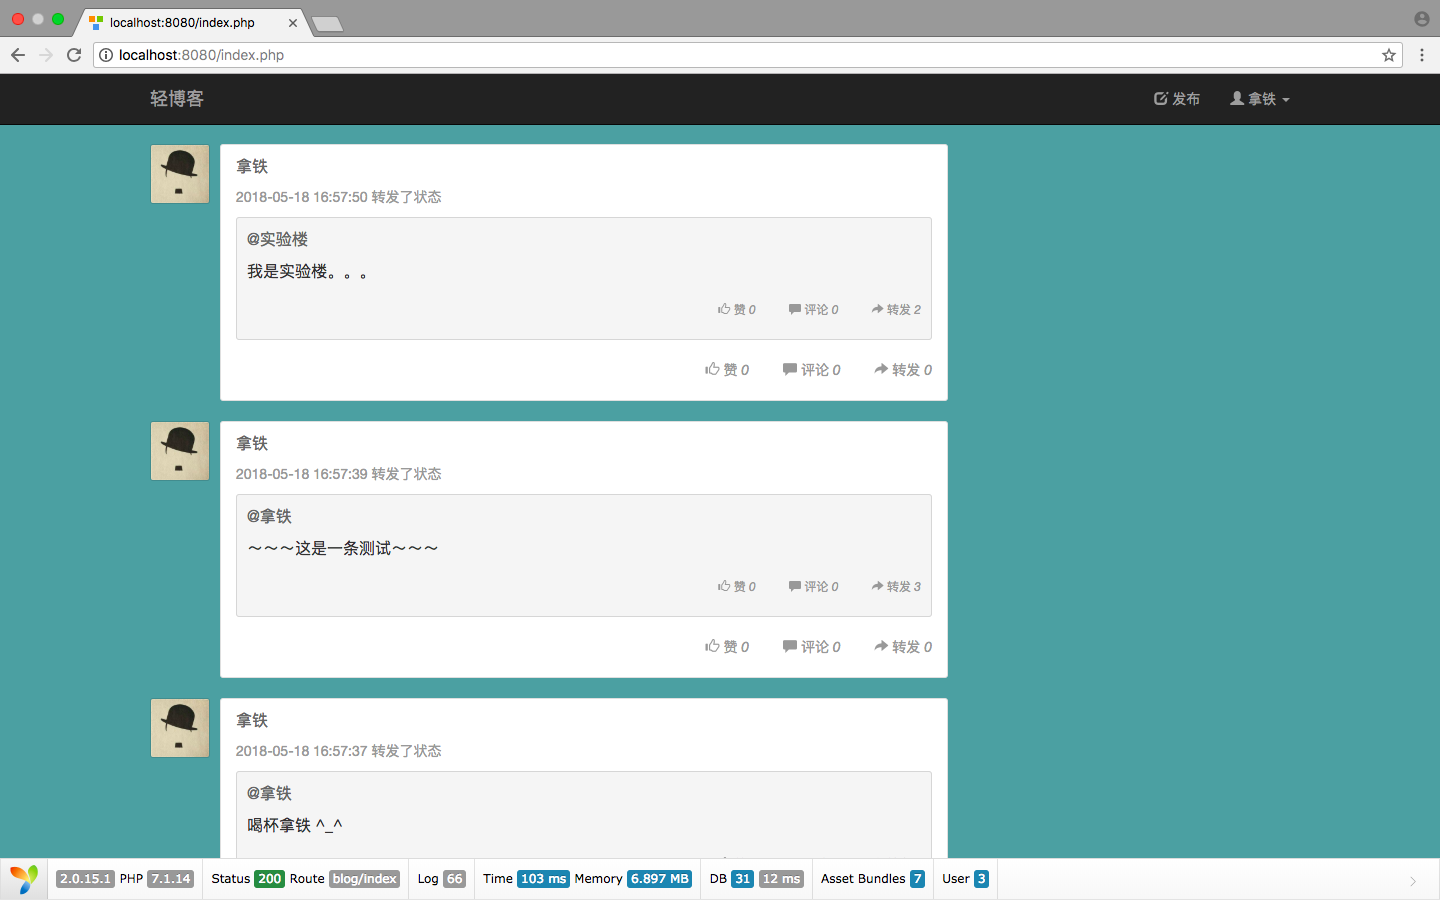 localhost:8080/index.php
localhost:8080/index.php
轻博客
发布
拿铁
拿铁
2018-05-18 16:57:50 转发了状态
@实验楼
我是实验楼。。。
赞 0 评论 0 转发 2
赞 0 评论 0 转发 0
拿铁
2018-05-18 16:57:39 转发了状态
@拿铁
～～～这是一条测试～～～
赞 0 评论 0 转发 3
赞 0 评论 0 转发 0
拿铁
2018-05-18 16:57:37 转发了状态
@拿铁
喝杯拿铁 ^_^
2.0.15.1 PHP 7.1.14 Status 200 Route blog/index Log 66 Time 103 ms Memory 6.897 MB DB 31 12 ms Asset Bundles 7 User 3